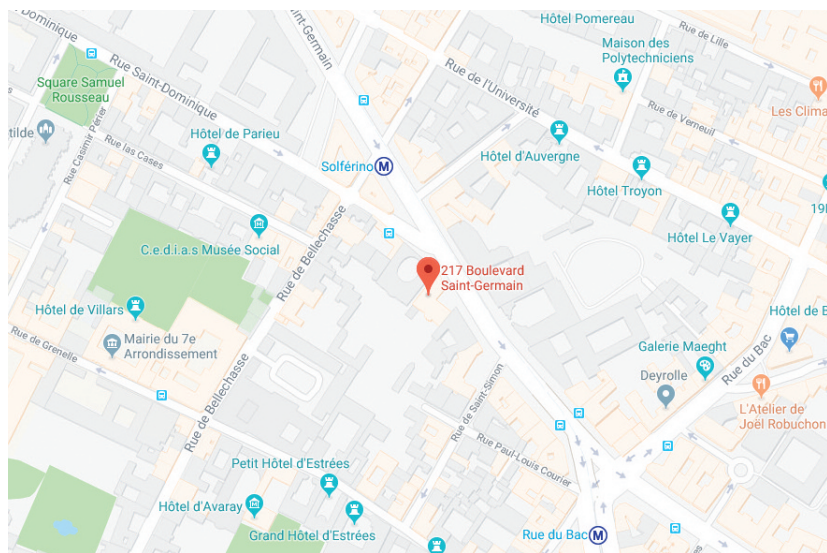 Hôtel Pomereau
Rue de Lille
Saint-Germain
Maison des
Polytechniciens
Rue Saint-Dominique
Square Samuel
Rousseau
Rue de l'Université
Les Clima
Rue de Verneuil
tilde
Hôtel de Parieu
Rue las Cases
Rue Casimir Périer
Solférino
M
Hôtel d'Auvergne
Hôtel Troyon
19
Hôtel Le Vayer
C.e.d.i.a.s Musée Social
Rue de Bellechasse
217 Boulevard
Saint-Germain
Hôtel de Villars
Hôtel de B
Rue de Grenelle
Mairie du 7e
Arrondissement
Galerie Maeght
Rue du Bac
Deyrolle
Rue de Saint-Simon
L'Atelier de
Joël Robuchon
Rue de Bellechasse
Rue Paul-Louis Courier
Petit Hôtel d'Estrées
Hôtel d'Avaray
Grand Hôtel d'Estrées
Rue du Bac
M